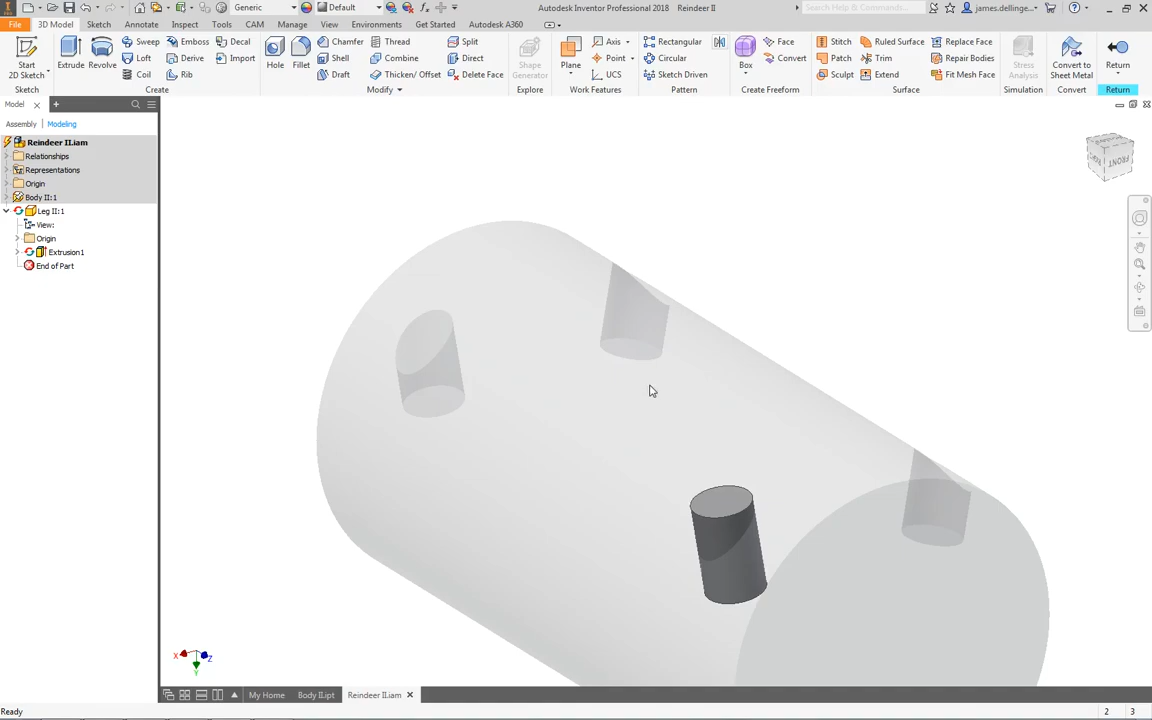 Generic
Default
Autodesk Inventor Professional 2018 Reindeer II
Search Help & Commands...
james.dellinge...
File 3D Model Sketch Annotate Inspect Tools CAM Manage View Environments Get Started Autodesk A360
Start
2D Sketch
Sketch
Extrude
Revolve
Sweep Emboss Decal
Loft Derive Import
Coil Rib
Create
Hole
Fillet
Chamfer Thread Split
Shell Combine Direct
Draft Thicken/ Offset Delete Face
Modify
Shape
Generator
Explore
Plane
Axis
Point
UCS
Work Features
Rectangular
Circular
Sketch Driven
Pattern
Box
Face
Convert
Create Freeform
Stitch Ruled Surface Replace Face
Patch Trim Repair Bodies
Sculpt Extend Fit Mesh Face
Surface
Stress
Analysis
Simulation
Convert to
Sheet Metal
Convert
Return
Return
Model
Assembly Modeling
Reindeer II.iam
Relationships
Representations
Origin
Body II:1
Leg II:1
View:
Origin
Extrusion1
End of Part
FRONT
X
Y
Z
My Home Body II.ipt Reindeer II.iam
Ready
2 3